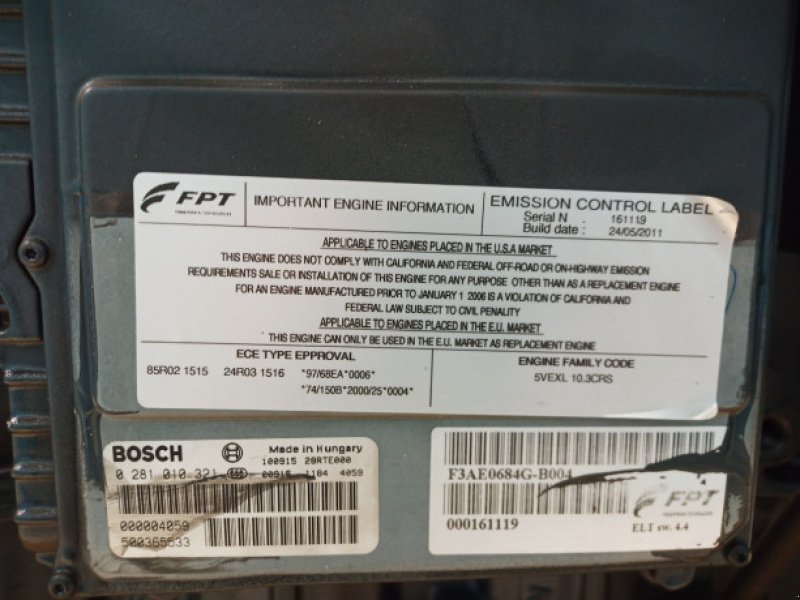 FPT
IMPORTANT ENGINE INFORMATION
EMISSION CONTROL LABEL
Serial N : 161119
Build date : 24/05/2011
APPLICABLE TO ENGINES PLACED IN THE U.S.A MARKET
THIS ENGINE DOES NOT COMPLY WITH CALIFORNIA AND FEDERAL OFF-ROAD OR ON-HIGHWAY EMISSION
REQUIREMENTS SALE OR INSTALLATION OF THIS ENGINE FOR ANY PURPOSE OTHER THAN AS A REPLACEMENT ENGINE
FOR AN ENGINE MANUFACTURED PRIOR TO JANUARY 1 2006 IS A VIOLATION OF CALIFORNIA AND
FEDERAL LAW SUBJECT TO CIVIL PENALTY
APPLICABLE TO ENGINES PLACED IN THE E.U. MARKET
THIS ENGINE CAN ONLY BE USED IN THE E.U. MARKET AS REPLACEMENT ENGINE
ECE TYPE EPPROVAL
85R02 1515 24R03 1516 *97/68EA*0006*
*74/150B*2000/25*0004*
ENGINE FAMILY CODE
5VEXL 10.3CRS
BOSCH
Made in Hungary
100915 28RTE000
0 281 010 321 00915 1184 4059
000004059
500365533
F3AE0684G-B004
000161119
FPT
ELT sw. 4.4